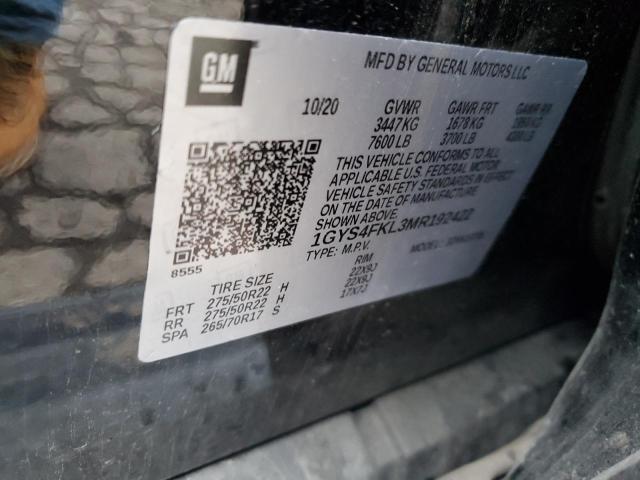 GM
MFD BY GENERAL MOTORS LLC
10/20 GVWR GAWR FRT GAWR RR
3447 KG 1678 KG
7600 LB 3700 LB
THIS VEHICLE CONFORMS TO ALL
APPLICABLE U.S. FEDERAL MOTOR
VEHICLE SAFETY STANDARDS IN EFFECT
ON THE DATE OF MANUFACTURE
SHOWN ABOVE.
1GYS4FKL3MR192422
TYPE: M.P.V. MODEL:
8555
TIRE SIZE RIM
FRT 275/50R22 H 22X9J
RR 275/50R22 H 22X9J
SPA 265/70R17 S 17X7J